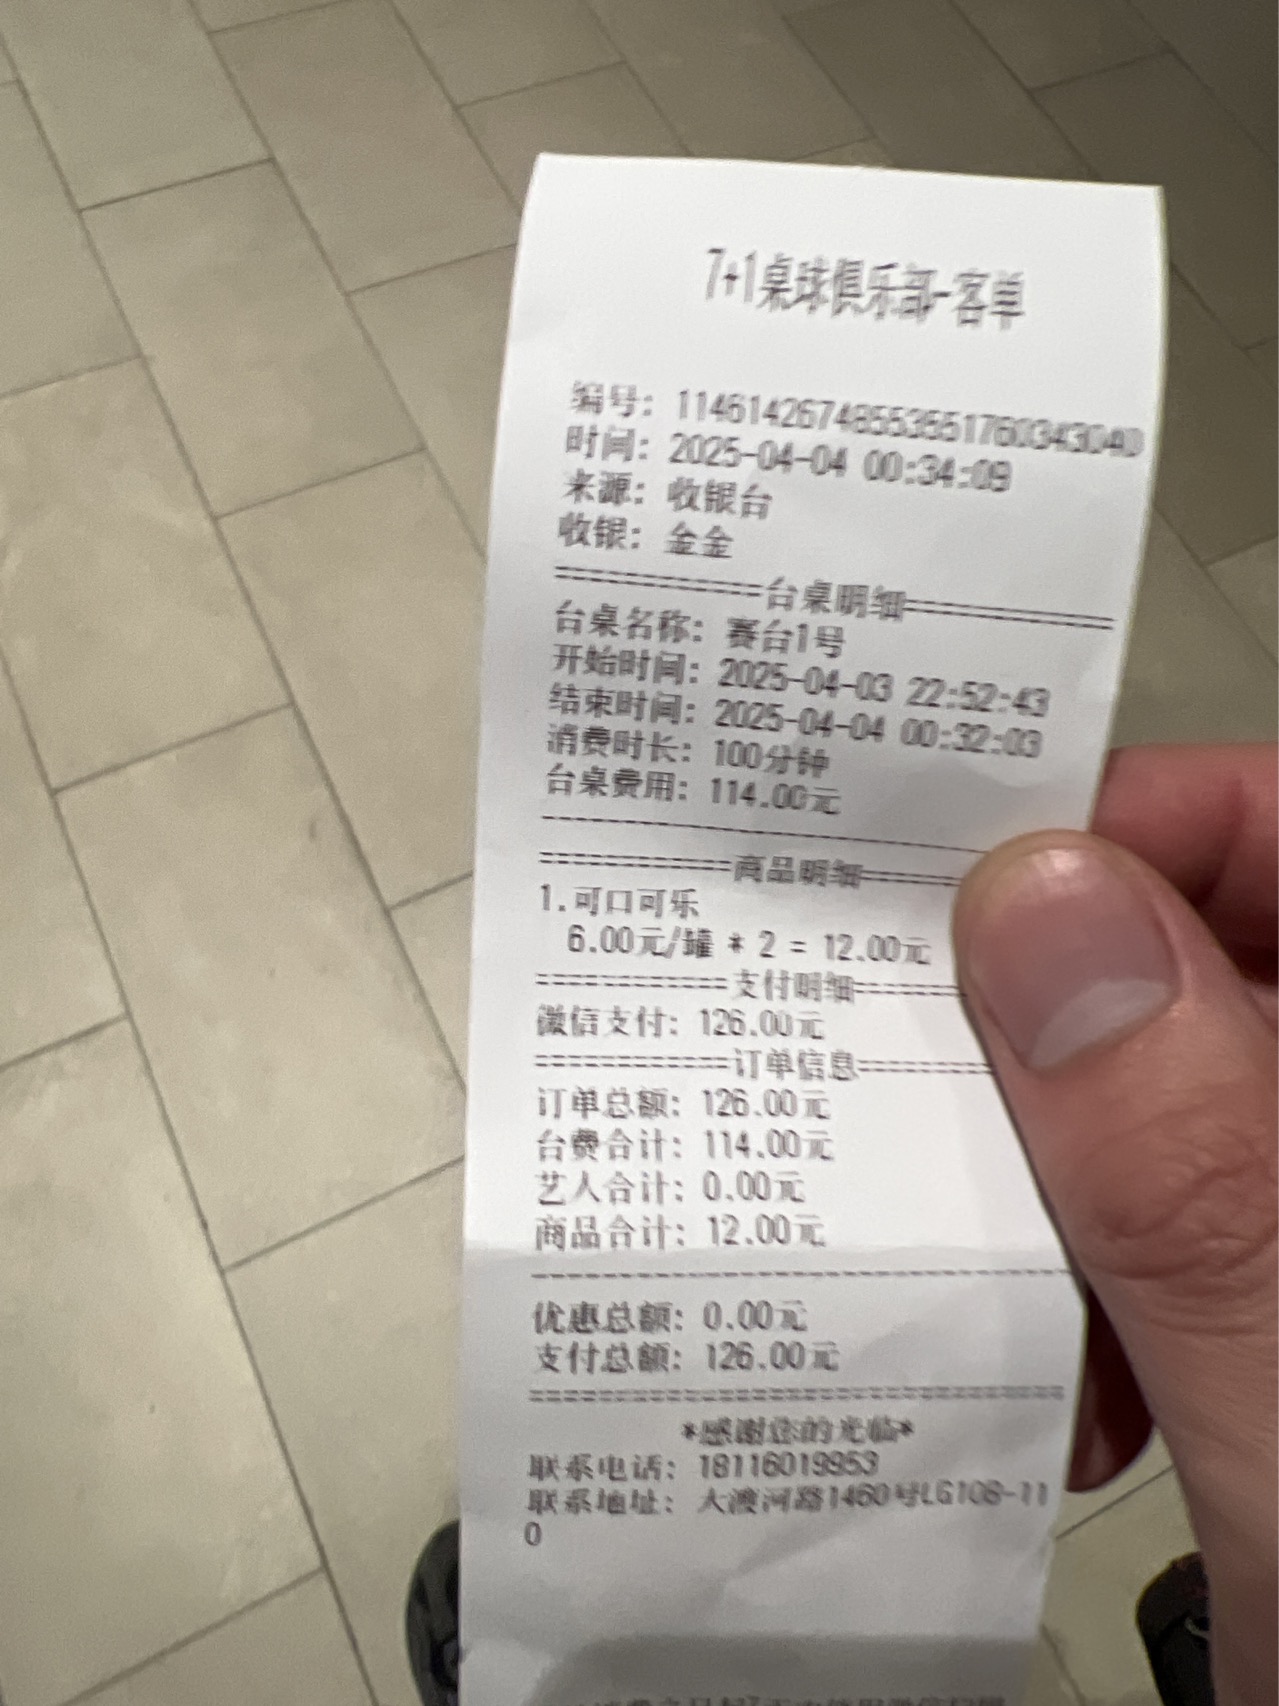 7+1桌球俱乐部-客单
编号: 11461426748553651760343040
时间: 2025-04-04 00:34:09
来源: 收银台
收银: 金金
============台桌明细============
台桌名称: 赛台1号
开始时间: 2025-04-03 22:52:43
结束时间: 2025-04-04 00:32:03
消费时长: 100分钟
台桌费用: 114.00元
============商品明细======
1.可口可乐
6.00元/罐 * 2 = 12.00元
============支付明细=======
微信支付: 126.00元
============订单信息========
订单总额: 126.00元
台费合计: 114.00元
艺人合计: 0.00元
商品合计: 12.00元
优惠总额: 0.00元
支付总额: 126.00元
*感谢您的光临*
联系电话: 18116019953
联系地址: 大渡河路1460号LG108-11
0